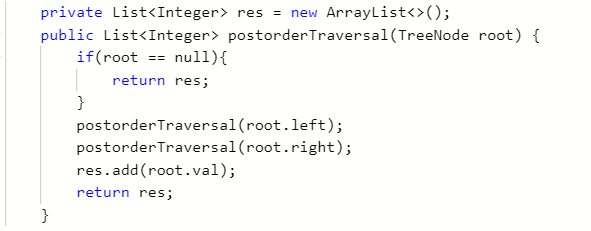 private List<Integer> res = new ArrayList<>();
public List<Integer> postorderTraversal(TreeNode root) {
if(root == null){
return res;
}
postorderTraversal(root.left);
postorderTraversal(root.right);
res.add(root.val);
return res;
}